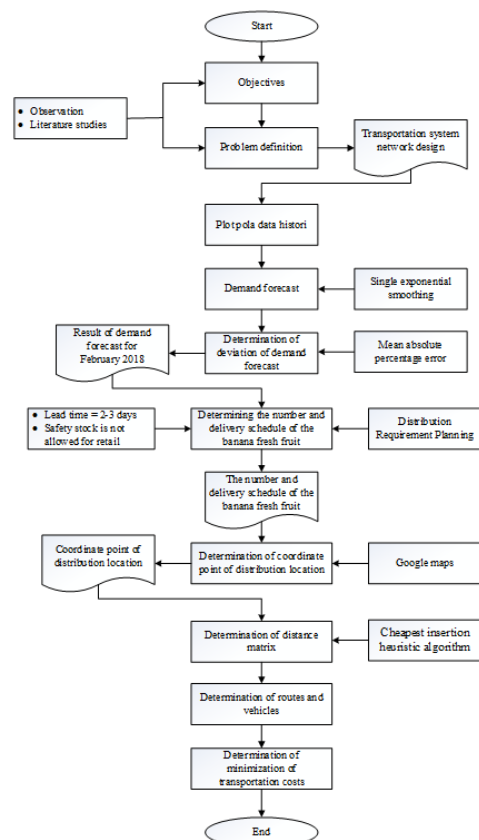 Start
Objectives
• Observation
• Literature studies
Problem definition
Transportation system
network design
Plot pola data histori
Demand forecast
Single exponential
smoothing
Result of demand
forecast for
February 2018
Determination of
deviation of demand
forecast
Mean absolute
percentage error
• Lead time = 2-3 days
• Safety stock is not
allowed for retail
Determining the number and
delivery schedule of the
banana fresh fruit
Distribution
Requirement Planning
The number and
delivery schedule of the
banana fresh fruit
Coordinate point of
distribution location
Determination of coordinate
point of distribution location
Google maps
Determination of distance
matrix
Cheapest insertion
heuristic algorithm
Determination of routes and
vehicles
Determination of
minimization of
transportation costs
End